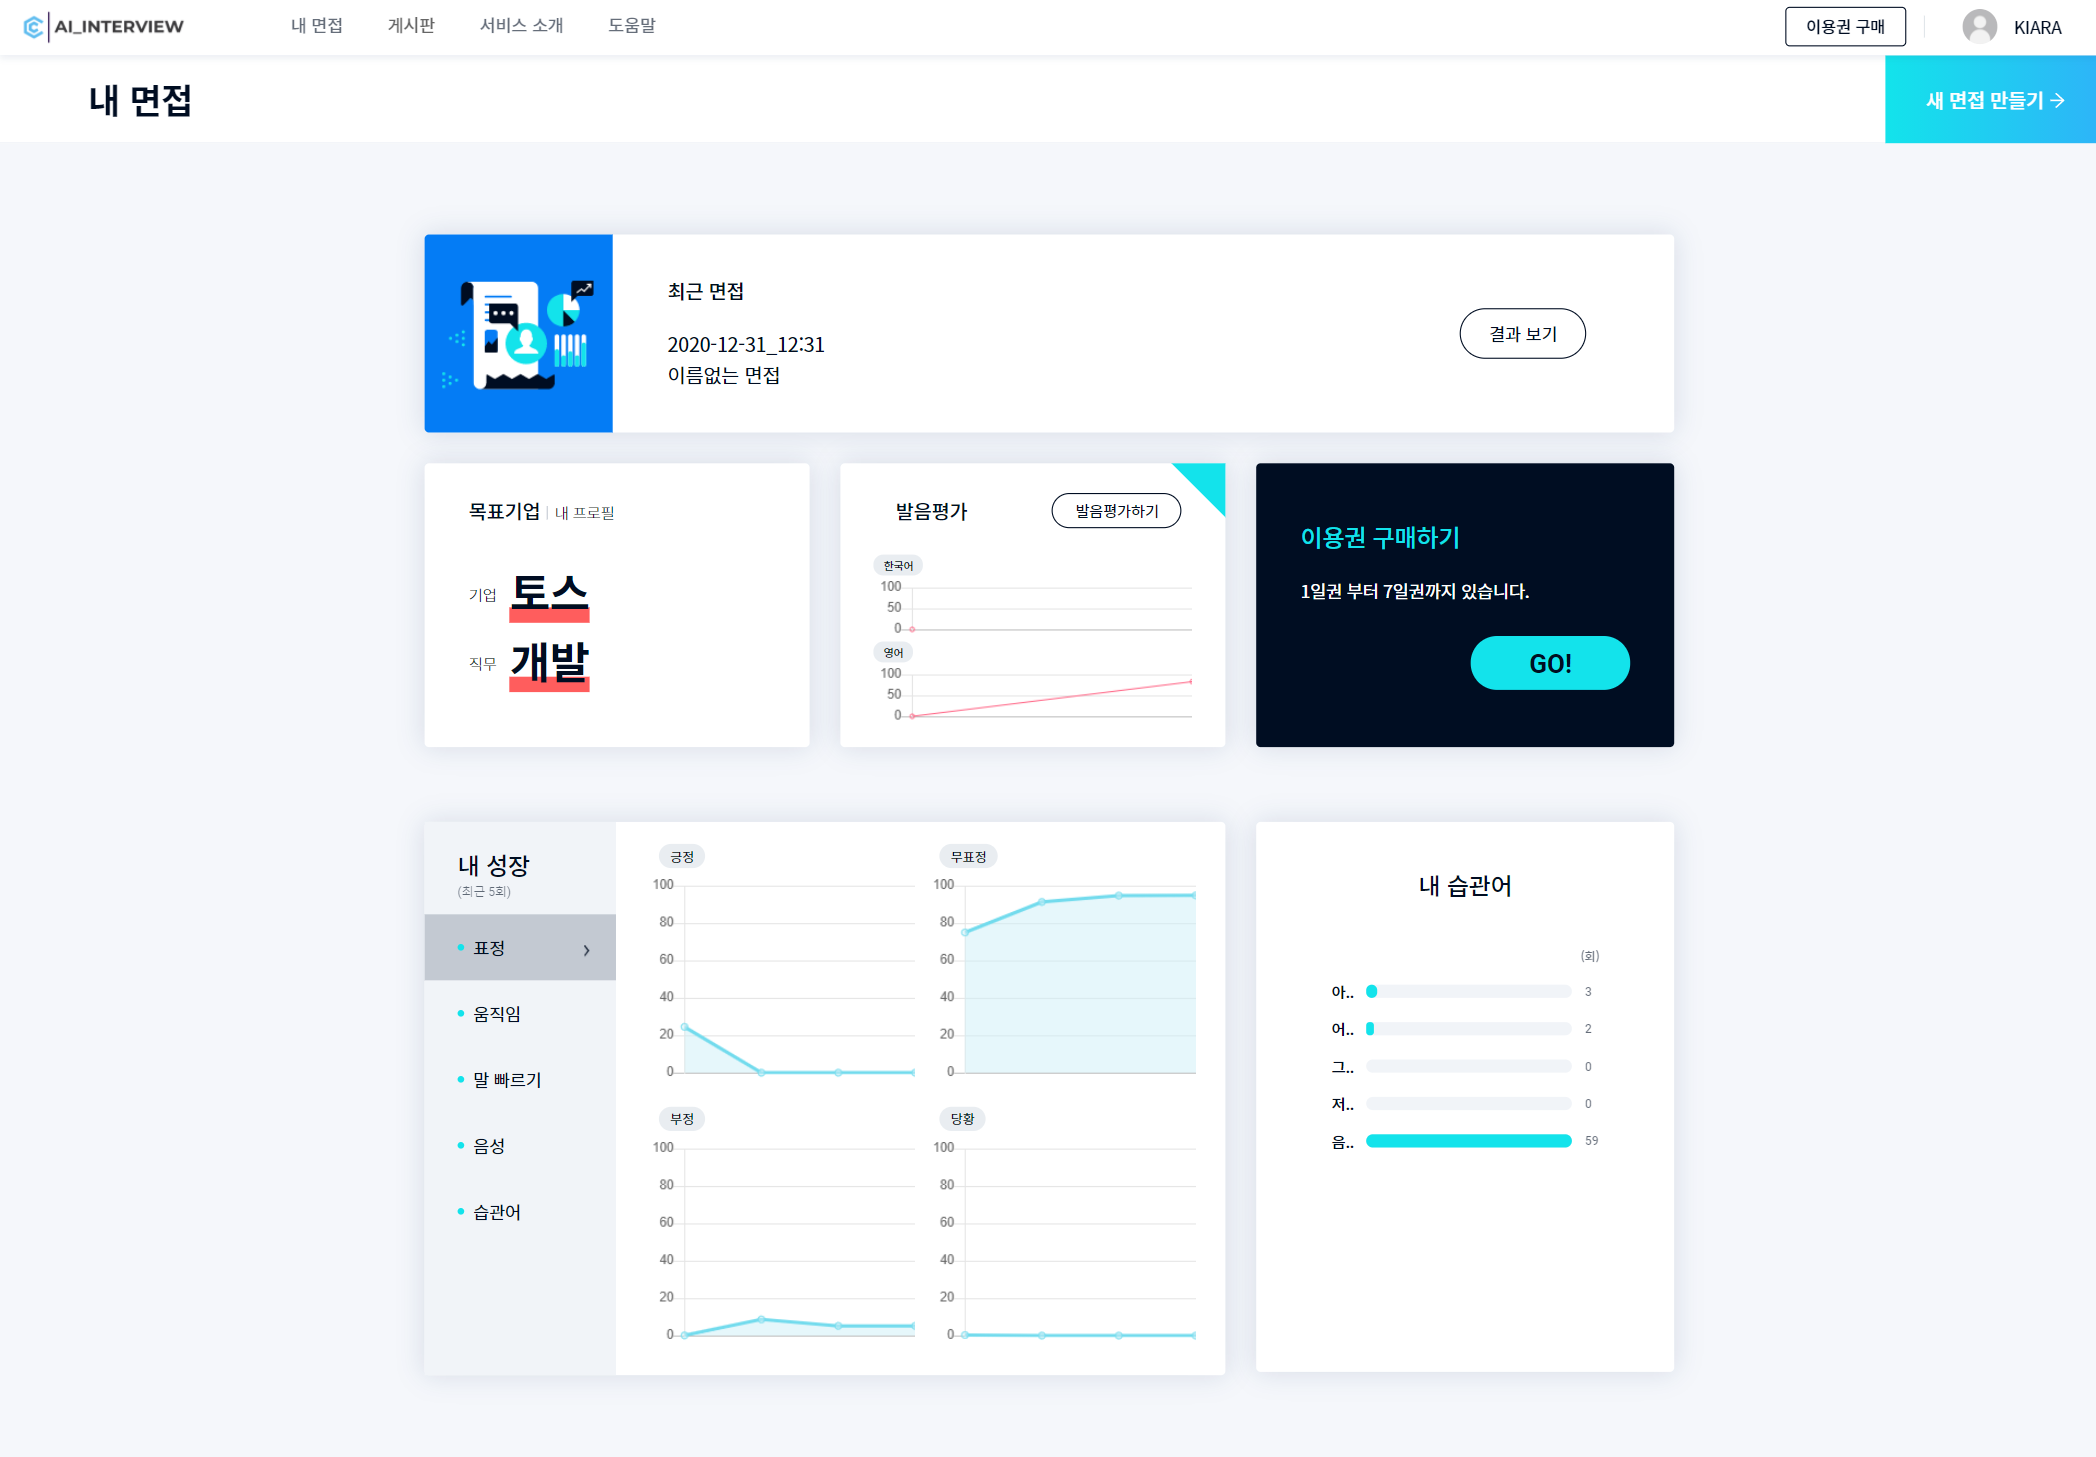 AI_INTERVIEW
내 면접
게시판
서비스 소개
도움말
이용권 구매
KIARA
내 면접
새 면접 만들기
최근 면접
2020-12-31_12:31
이름없는 면접
결과 보기
목표기업 | 내 프로필
기업 토스
직무 개발
발음평가
발음평가하기
한국어
100
50
0
영어
100
50
0
이용권 구매하기
1일권 부터 7일권까지 있습니다.
GO!
내 성장
(최근 5회)
표정
움직임
말 빠르기
음성
습관어
긍정
100
80
60
40
20
0
무표정
100
80
60
40
20
0
부정
100
80
60
40
20
0
당황
100
80
60
40
20
0
내 습관어
(회)
아.. 3
어.. 2
그.. 0
저.. 0
음.. 59